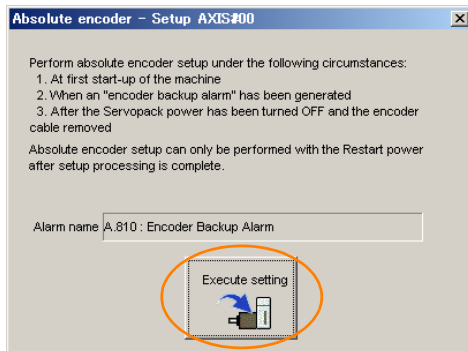 Absolute encoder - Setup AXIS#00
Perform absolute encoder setup under the following circumstances:
1. At first start-up of the machine
2. When an "encoder backup alarm" has been generated
3. After the Servopack power has been turned OFF and the encoder
cable removed
Absolute encoder setup can only be performed with the Restart power
after setup processing is complete.
Alarm name A.810 : Encoder Backup Alarm
Execute setting